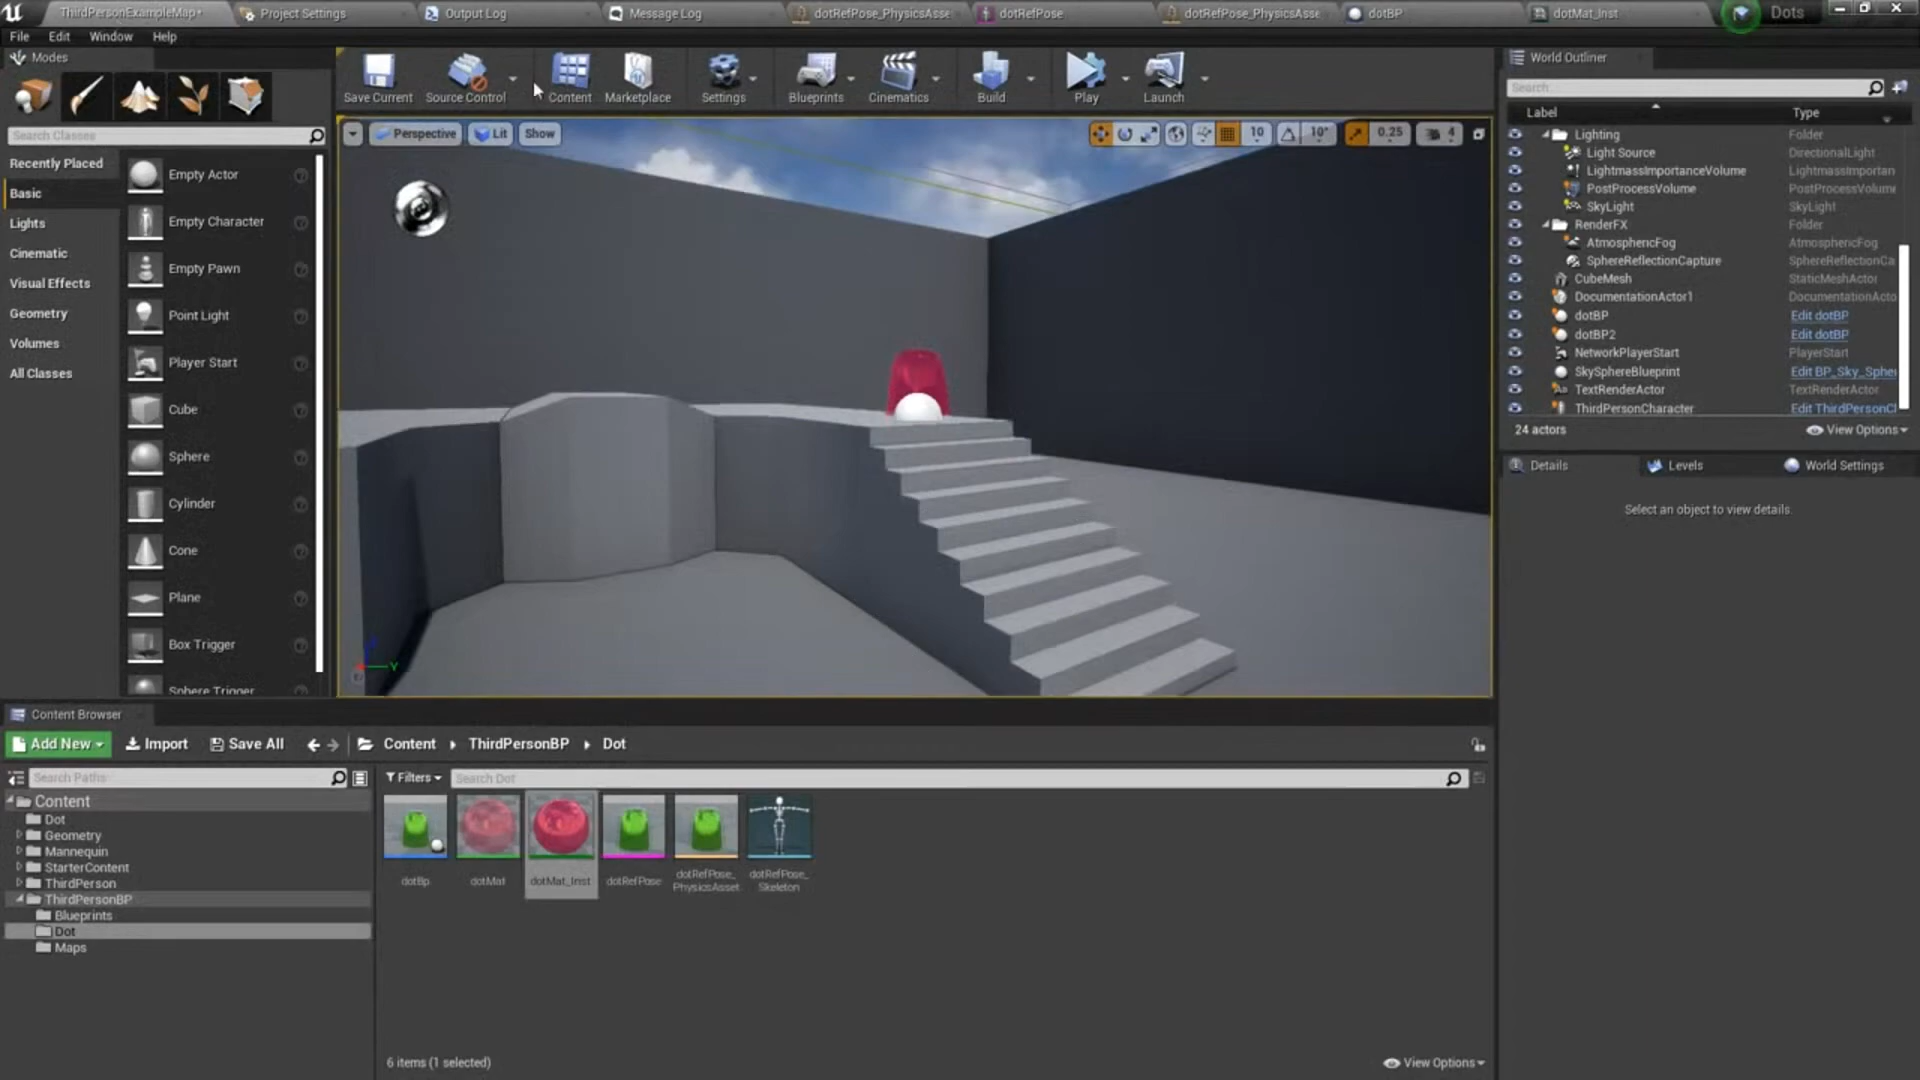 ThirdPersonExampleMap*
Project Settings
Output Log
Message Log
dotRefPose_PhysicsAsse
dotRefPose
dotRefPose_PhysicsAsse
dotBP
dotMat_Inst
Dots
File Edit Window Help
Modes
Search Classes
Recently Placed
Basic
Lights
Cinematic
Visual Effects
Geometry
Volumes
All Classes
Empty Actor
Empty Character
Empty Pawn
Point Light
Player Start
Cube
Sphere
Cylinder
Cone
Plane
Box Trigger
Sphere Trigger
Save Current
Source Control
Content
Marketplace
Settings
Blueprints
Cinematics
Build
Play
Launch
Perspective
Lit
Show
10
10°
0.25
4
Y
World Outliner
Search...
Label Type
Lighting Folder
Light Source DirectionalLight
LightmassImportanceVolume LightmassImportan
PostProcessVolume PostProcessVolume
SkyLight SkyLight
RenderFX Folder
AtmosphericFog AtmosphericFog
SphereReflectionCapture SphereReflectionCa
CubeMesh StaticMeshActor
DocumentationActor1 DocumentationActo
dotBP Edit dotBP
dotBP2 Edit dotBP
NetworkPlayerStart PlayerStart
SkySphereBlueprint Edit BP_Sky_Spher
TextRenderActor TextRenderActor
ThirdPersonCharacter Edit ThirdPersonCl
24 actors
View Options
Details
Levels
World Settings
Select an object to view details.
Content Browser
Add New
Import
Save All
Content
ThirdPersonBP
Dot
Search Paths
Filters
Search Dot
Content
Dot
Geometry
Mannequin
StarterContent
ThirdPerson
ThirdPersonBP
Blueprints
Dot
Maps
dotBp
dotMat
dotMat_Inst
dotRefPose
dotRefPose_
PhysicsAsset
dotRefPose_
Skeleton
6 items (1 selected)
View Options